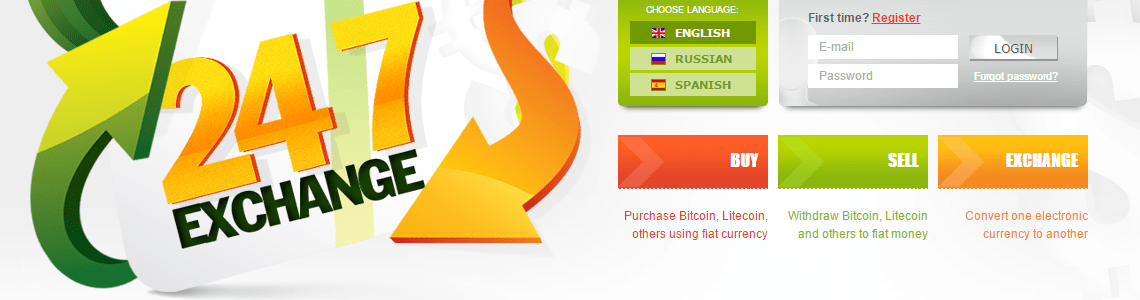 24 7
EXCHANGE
CHOOSE LANGUAGE:
ENGLISH
RUSSIAN
SPANISH
First time? Register
E-mail
Password
LOGIN
Forgot password?
BUY
Purchase Bitcoin, Litecoin,
others using fiat currency
SELL
Withdraw Bitcoin, Litecoin
and others to fiat money
EXCHANGE
Convert one electronic
currency to another